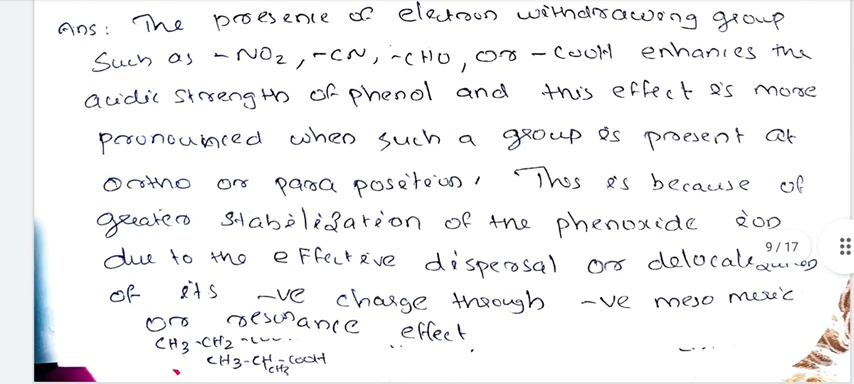 Ans: The presence of electron withdrawing group
Such as -NO2, -CN, -CHO, or -COOH enhances the
acidic strength of phenol and this effect is more
pronounced when such a group is present at
ortho or para position. This is because of
greater stabilization of the phenoxide ion
9/17
due to the effective dispersal or
of its -ve charge through -ve mesomeric
or resonance effect
CH3-CH2-
CH3-CH-COOH
CH3